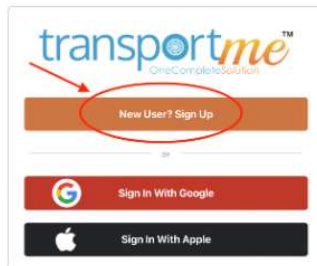 transportme™
OneCompleteSolution
New User? Sign Up
or
Sign In With Google
Sign In With Apple